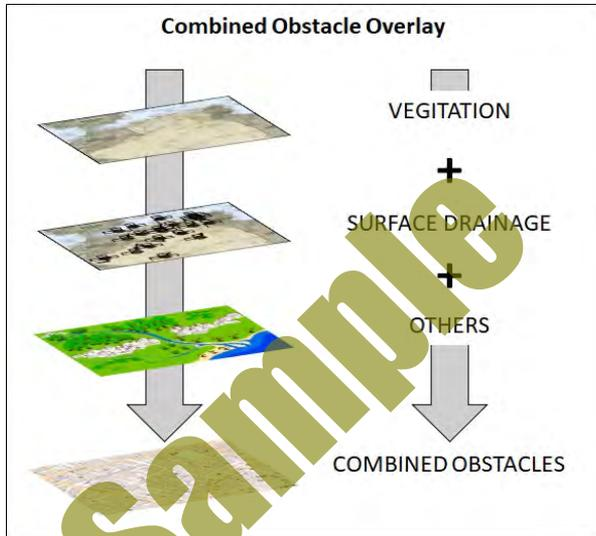 Combined Obstacle Overlay
VEGITATION
+
SURFACE DRAINAGE
+
OTHERS
COMBINED OBSTACLES
Sample